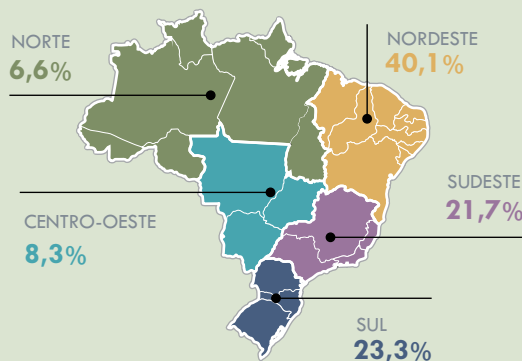 NORTE
6,6%
NORDESTE
40,1%
SUDESTE
21,7%
CENTRO-OESTE
8,3%
SUL
23,3%